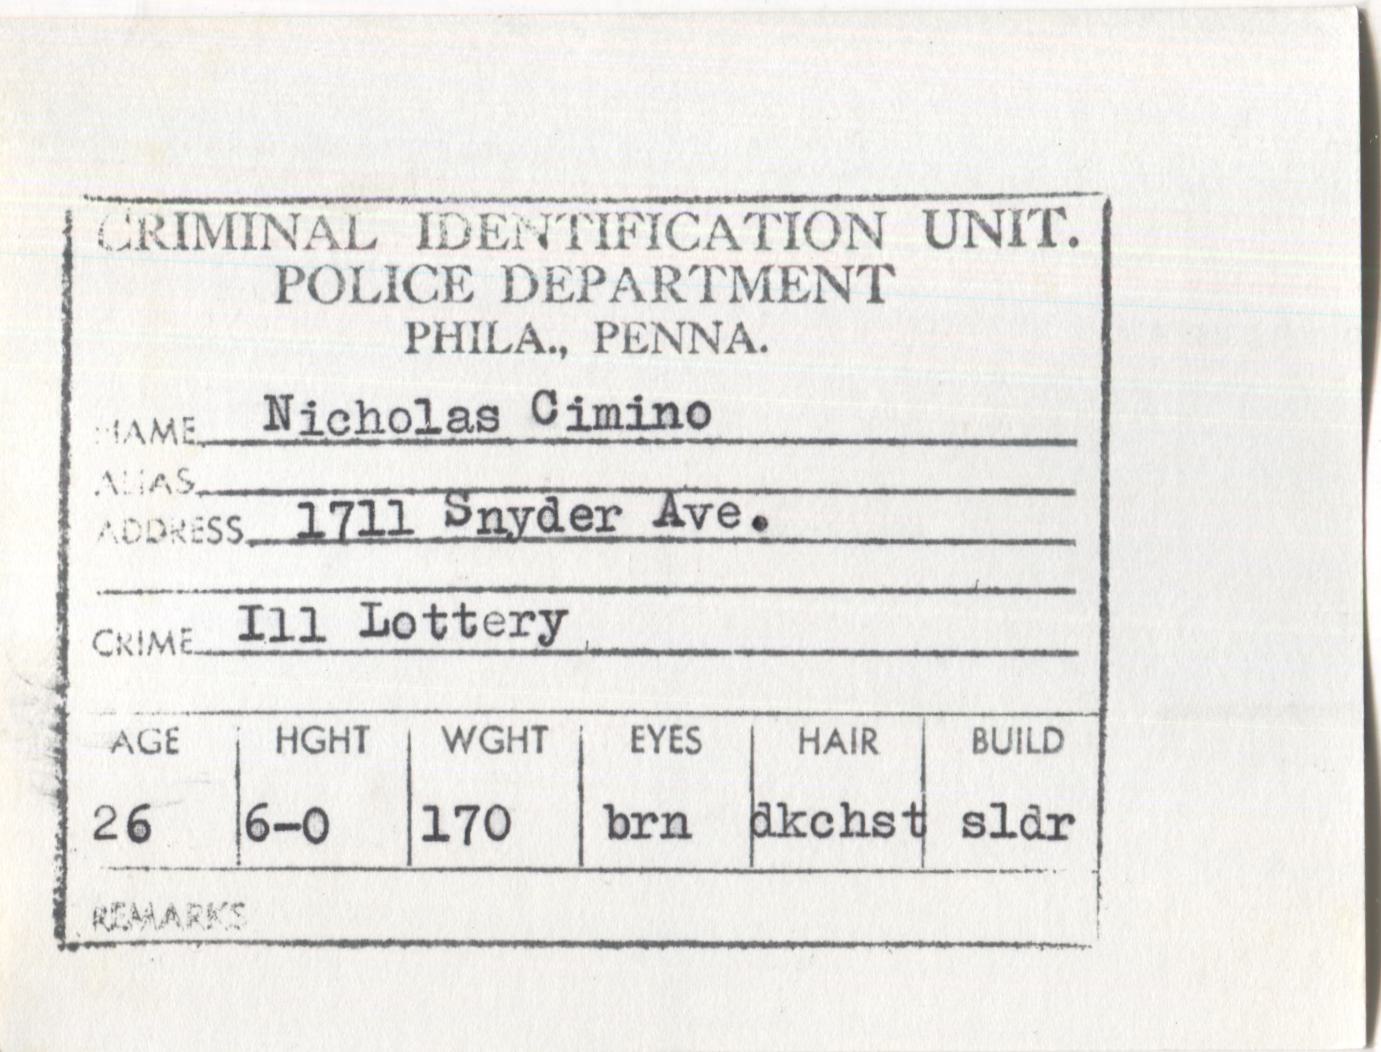 CRIMINAL IDENTIFICATION UNIT.
POLICE DEPARTMENT
PHILA., PENNA.
NAME Nicholas Cimino
ALIAS
ADDRESS 1711 Snyder Ave.
CRIME Ill Lottery
AGE HGHT WGHT EYES HAIR BUILD
26 6-0 170 brn dkchst sldr
REMARKS